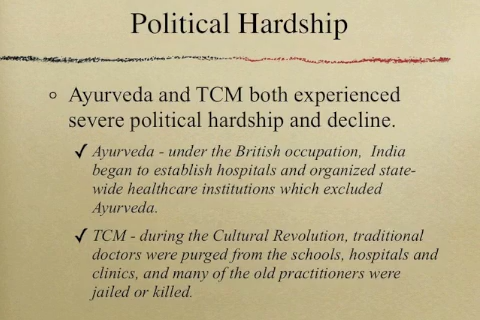 Political Hardship
Ayurveda and TCM both experienced
severe political hardship and decline.
Ayurveda - under the British occupation, India
began to establish hospitals and organized state-
wide healthcare institutions which excluded
Ayurveda.
TCM - during the Cultural Revolution, traditional
doctors were purged from the schools, hospitals and
clinics, and many of the old practitioners were
jailed or killed.